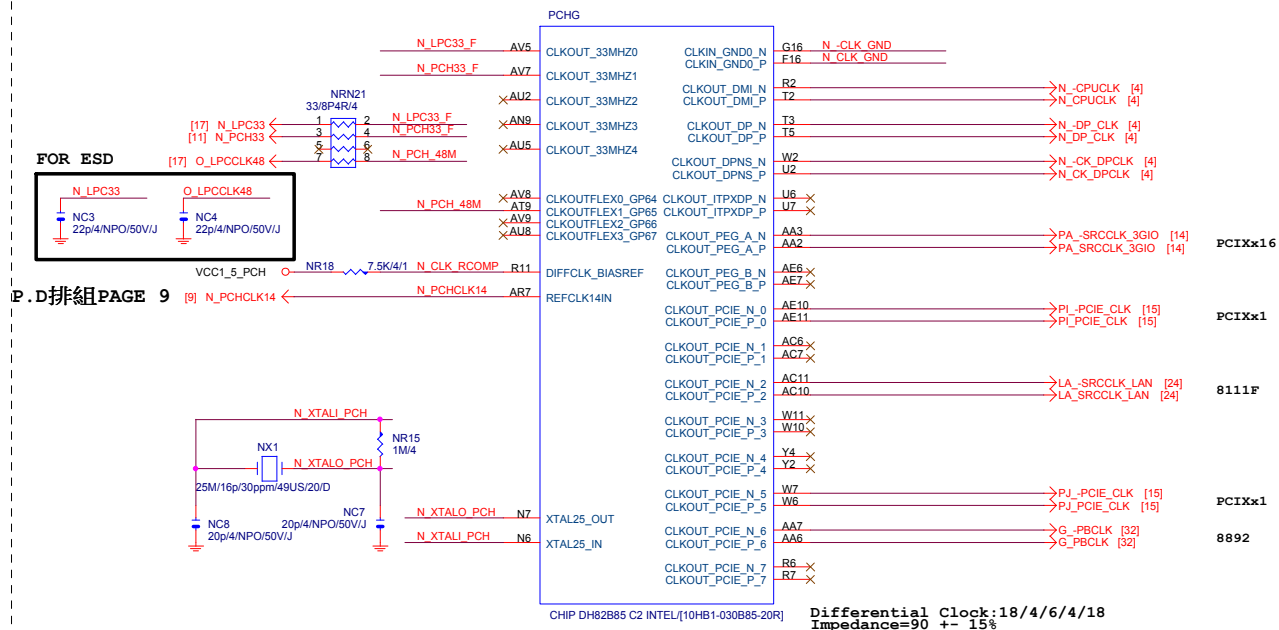 PCHG
N_LPC33_F AV5 CLKOUT_33MHZ0
N_PCH33_F AV7 CLKOUT_33MHZ1
AU2 CLKOUT_33MHZ2
AN9 CLKOUT_33MHZ3
AU5 CLKOUT_33MHZ4
NRN21
33/8P4R/4
[17] N_LPC33 1 2 N_LPC33_F
[11] N_PCH33 3 4 N_PCH33_F
5 6
[17] O_LPCCLK48 7 8 N_PCH_48M
FOR ESD
N_LPC33 O_LPCCLK48
NC3 NC4
22p/4/NPO/50V/J 22p/4/NPO/50V/J
AV8 CLKOUTFLEX0_GP64
N_PCH_48M AT9 CLKOUTFLEX1_GP65
AV9 CLKOUTFLEX2_GP66
AU8 CLKOUTFLEX3_GP67
VCC1_5_PCH NR18 7.5K/4/1 N_CLK_RCOMP R11 DIFFCLK_BIASREF
P.D排組PAGE 9 [9] N_PCHCLK14 N_PCHCLK14 AR7 REFCLK14IN
N_XTALI_PCH
NR15
1M/4
NX1 N_XTALO_PCH
25M/16p/30ppm/49US/20/D
NC8 NC7
20p/4/NPO/50V/J 20p/4/NPO/50V/J
N_XTALO_PCH N7 XTAL25_OUT
N_XTALI_PCH N6 XTAL25_IN
CLKIN_GND0_N G16 N_-CLK_GND
CLKIN_GND0_P F16 N_CLK_GND
CLKOUT_DMI_N R2 N_-CPUCLK [4]
CLKOUT_DMI_P T2 N_CPUCLK [4]
CLKOUT_DP_N T3 N_-DP_CLK [4]
CLKOUT_DP_P T5 N_DP_CLK [4]
CLKOUT_DPNS_N W2 N_-CK_DPCLK [4]
CLKOUT_DPNS_P U2 N_CK_DPCLK [4]
CLKOUT_ITPXDP_N U6
CLKOUT_ITPXDP_P U7
CLKOUT_PEG_A_N AA3 PA_-SRCCLK_3GIO [14]
CLKOUT_PEG_A_P AA2 PA_SRCCLK_3GIO [14]
PCIXx16
CLKOUT_PEG_B_N AE6
CLKOUT_PEG_B_P AE7
CLKOUT_PCIE_N_0 AE10 PI_-PCIE_CLK [15]
CLKOUT_PCIE_P_0 AE11 PI_PCIE_CLK [15]
PCIXx1
CLKOUT_PCIE_N_1 AC6
CLKOUT_PCIE_P_1 AC7
CLKOUT_PCIE_N_2 AC11 LA_-SRCCLK_LAN [24]
CLKOUT_PCIE_P_2 AC10 LA_SRCCLK_LAN [24]
8111F
CLKOUT_PCIE_N_3 W11
CLKOUT_PCIE_P_3 W10
CLKOUT_PCIE_N_4 Y4
CLKOUT_PCIE_P_4 Y2
CLKOUT_PCIE_N_5 W7 PJ_-PCIE_CLK [15]
CLKOUT_PCIE_P_5 W6 PJ_PCIE_CLK [15]
PCIXx1
CLKOUT_PCIE_N_6 AA7 G_-PBCLK [32]
CLKOUT_PCIE_P_6 AA6 G_PBCLK [32]
8892
CLKOUT_PCIE_N_7 R6
CLKOUT_PCIE_P_7 R7
CHIP DH82B85 C2 INTEL/[10HB1-030B85-20R]
Differential Clock:18/4/6/4/18
Impedance=90 +- 15%